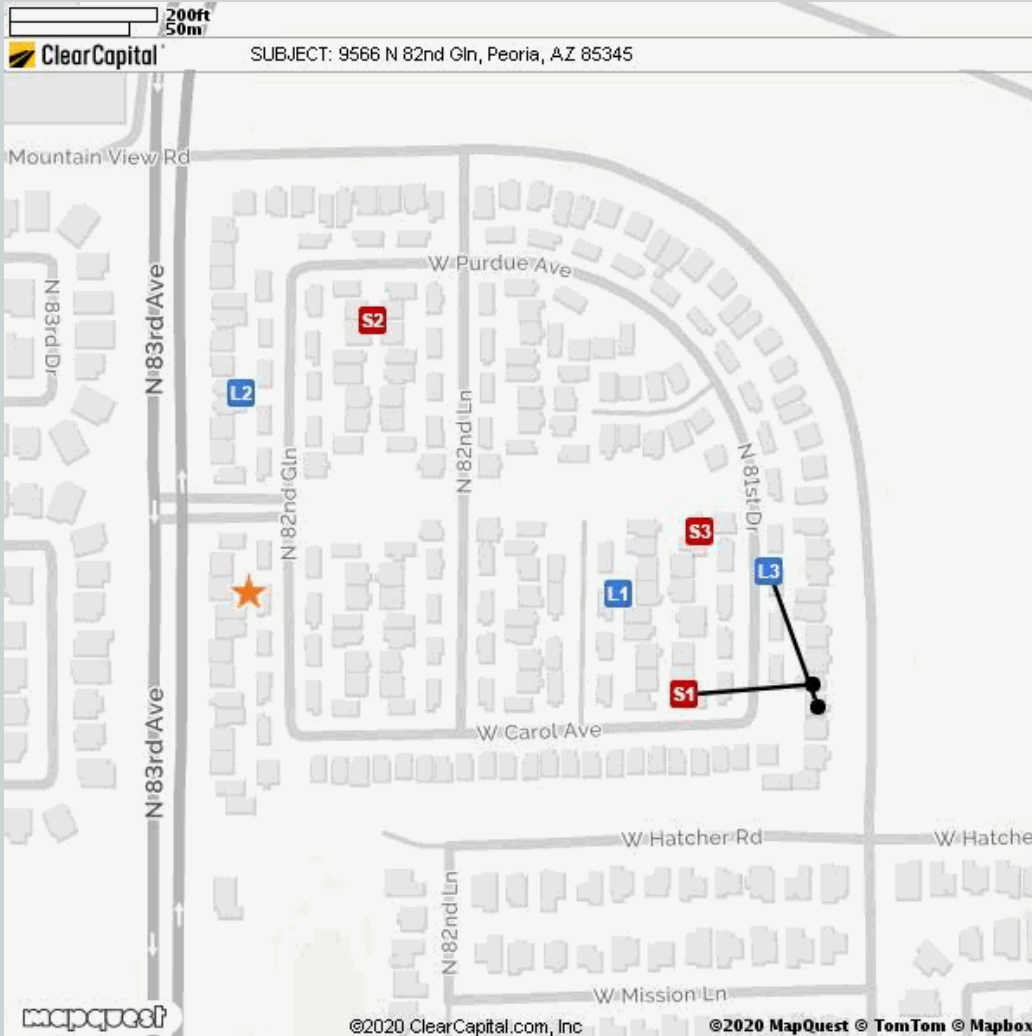 200ft
50m
ClearCapital
SUBJECT: 9566 N 82nd Gln, Peoria, AZ 85345
Mountain View Rd
W Purdue Ave
N 83rd Ave
N 83rd Dr
S2
L2
N 82nd Ln
N 82nd Gln
N 81st Dr
S3
L3
L1
S1
W Carol Ave
N 83rd Ave
W Hatcher Rd
W Hatche
N 82nd Ln
W Mission Ln
mapquest
©2020 ClearCapital.com, Inc
©2020 MapQuest © TomTom © Mapbox